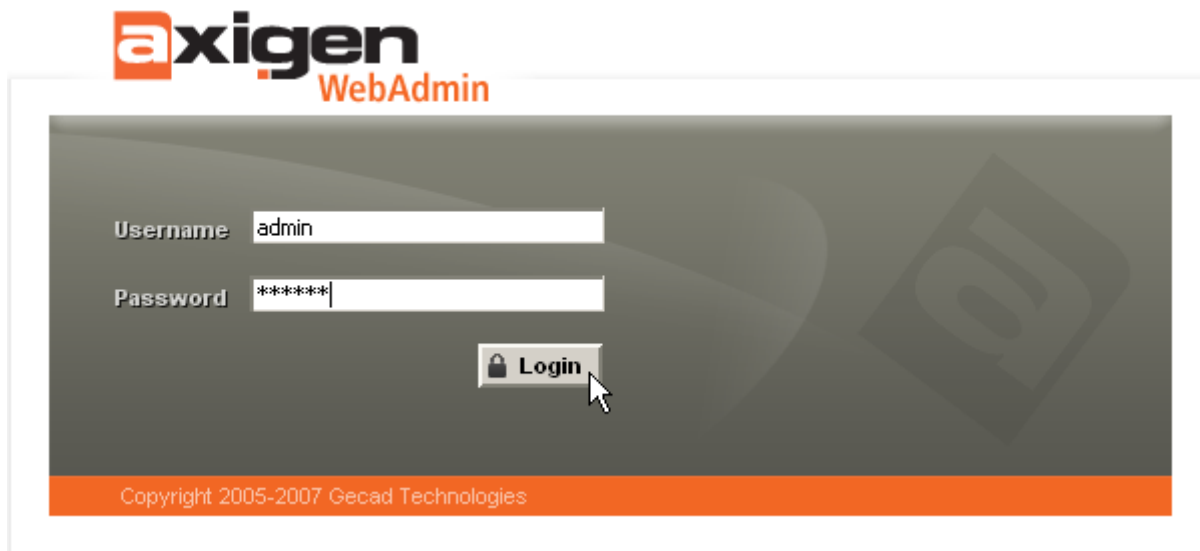 axigen
WebAdmin
Username admin
Password ******
Login
Copyright 2005-2007 Gecad Technologies